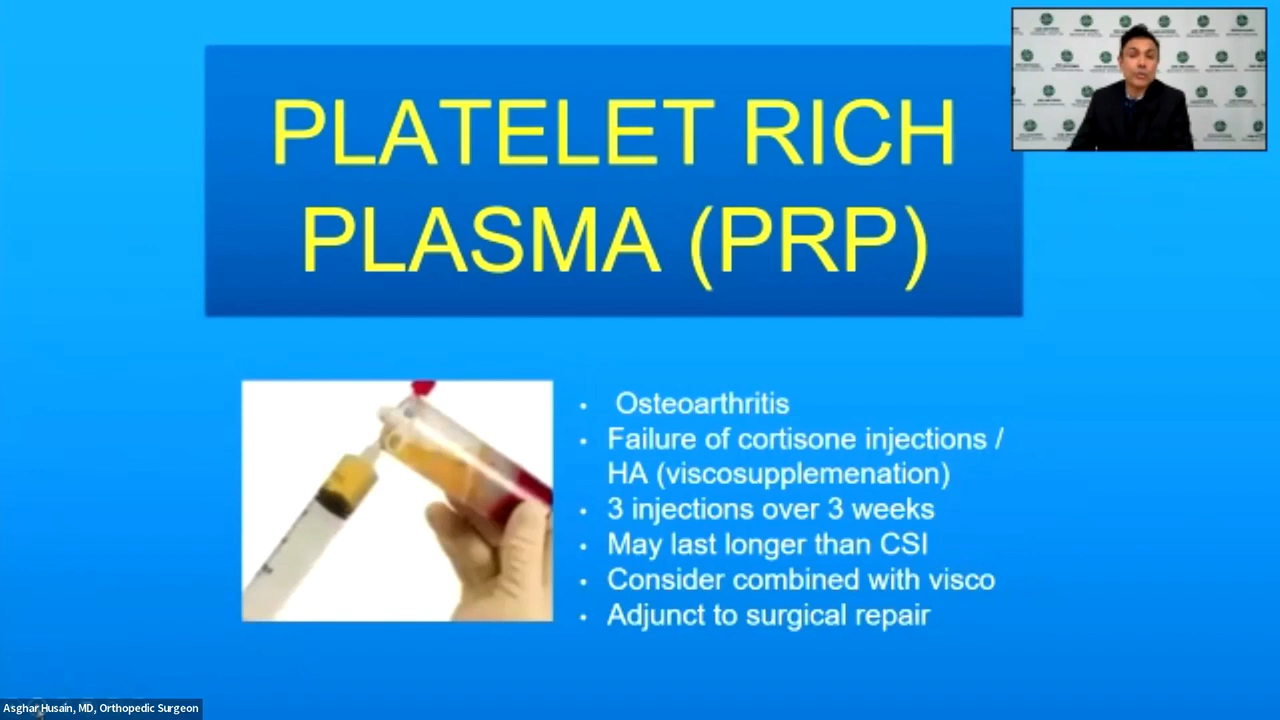 PLATELET RICH
PLASMA (PRP)
• Osteoarthritis
• Failure of cortisone injections /
HA (viscosupplemenation)
• 3 injections over 3 weeks
• May last longer than CSI
• Consider combined with visco
• Adjunct to surgical repair
Asghar Husain, MD, Orthopedic Surgeon